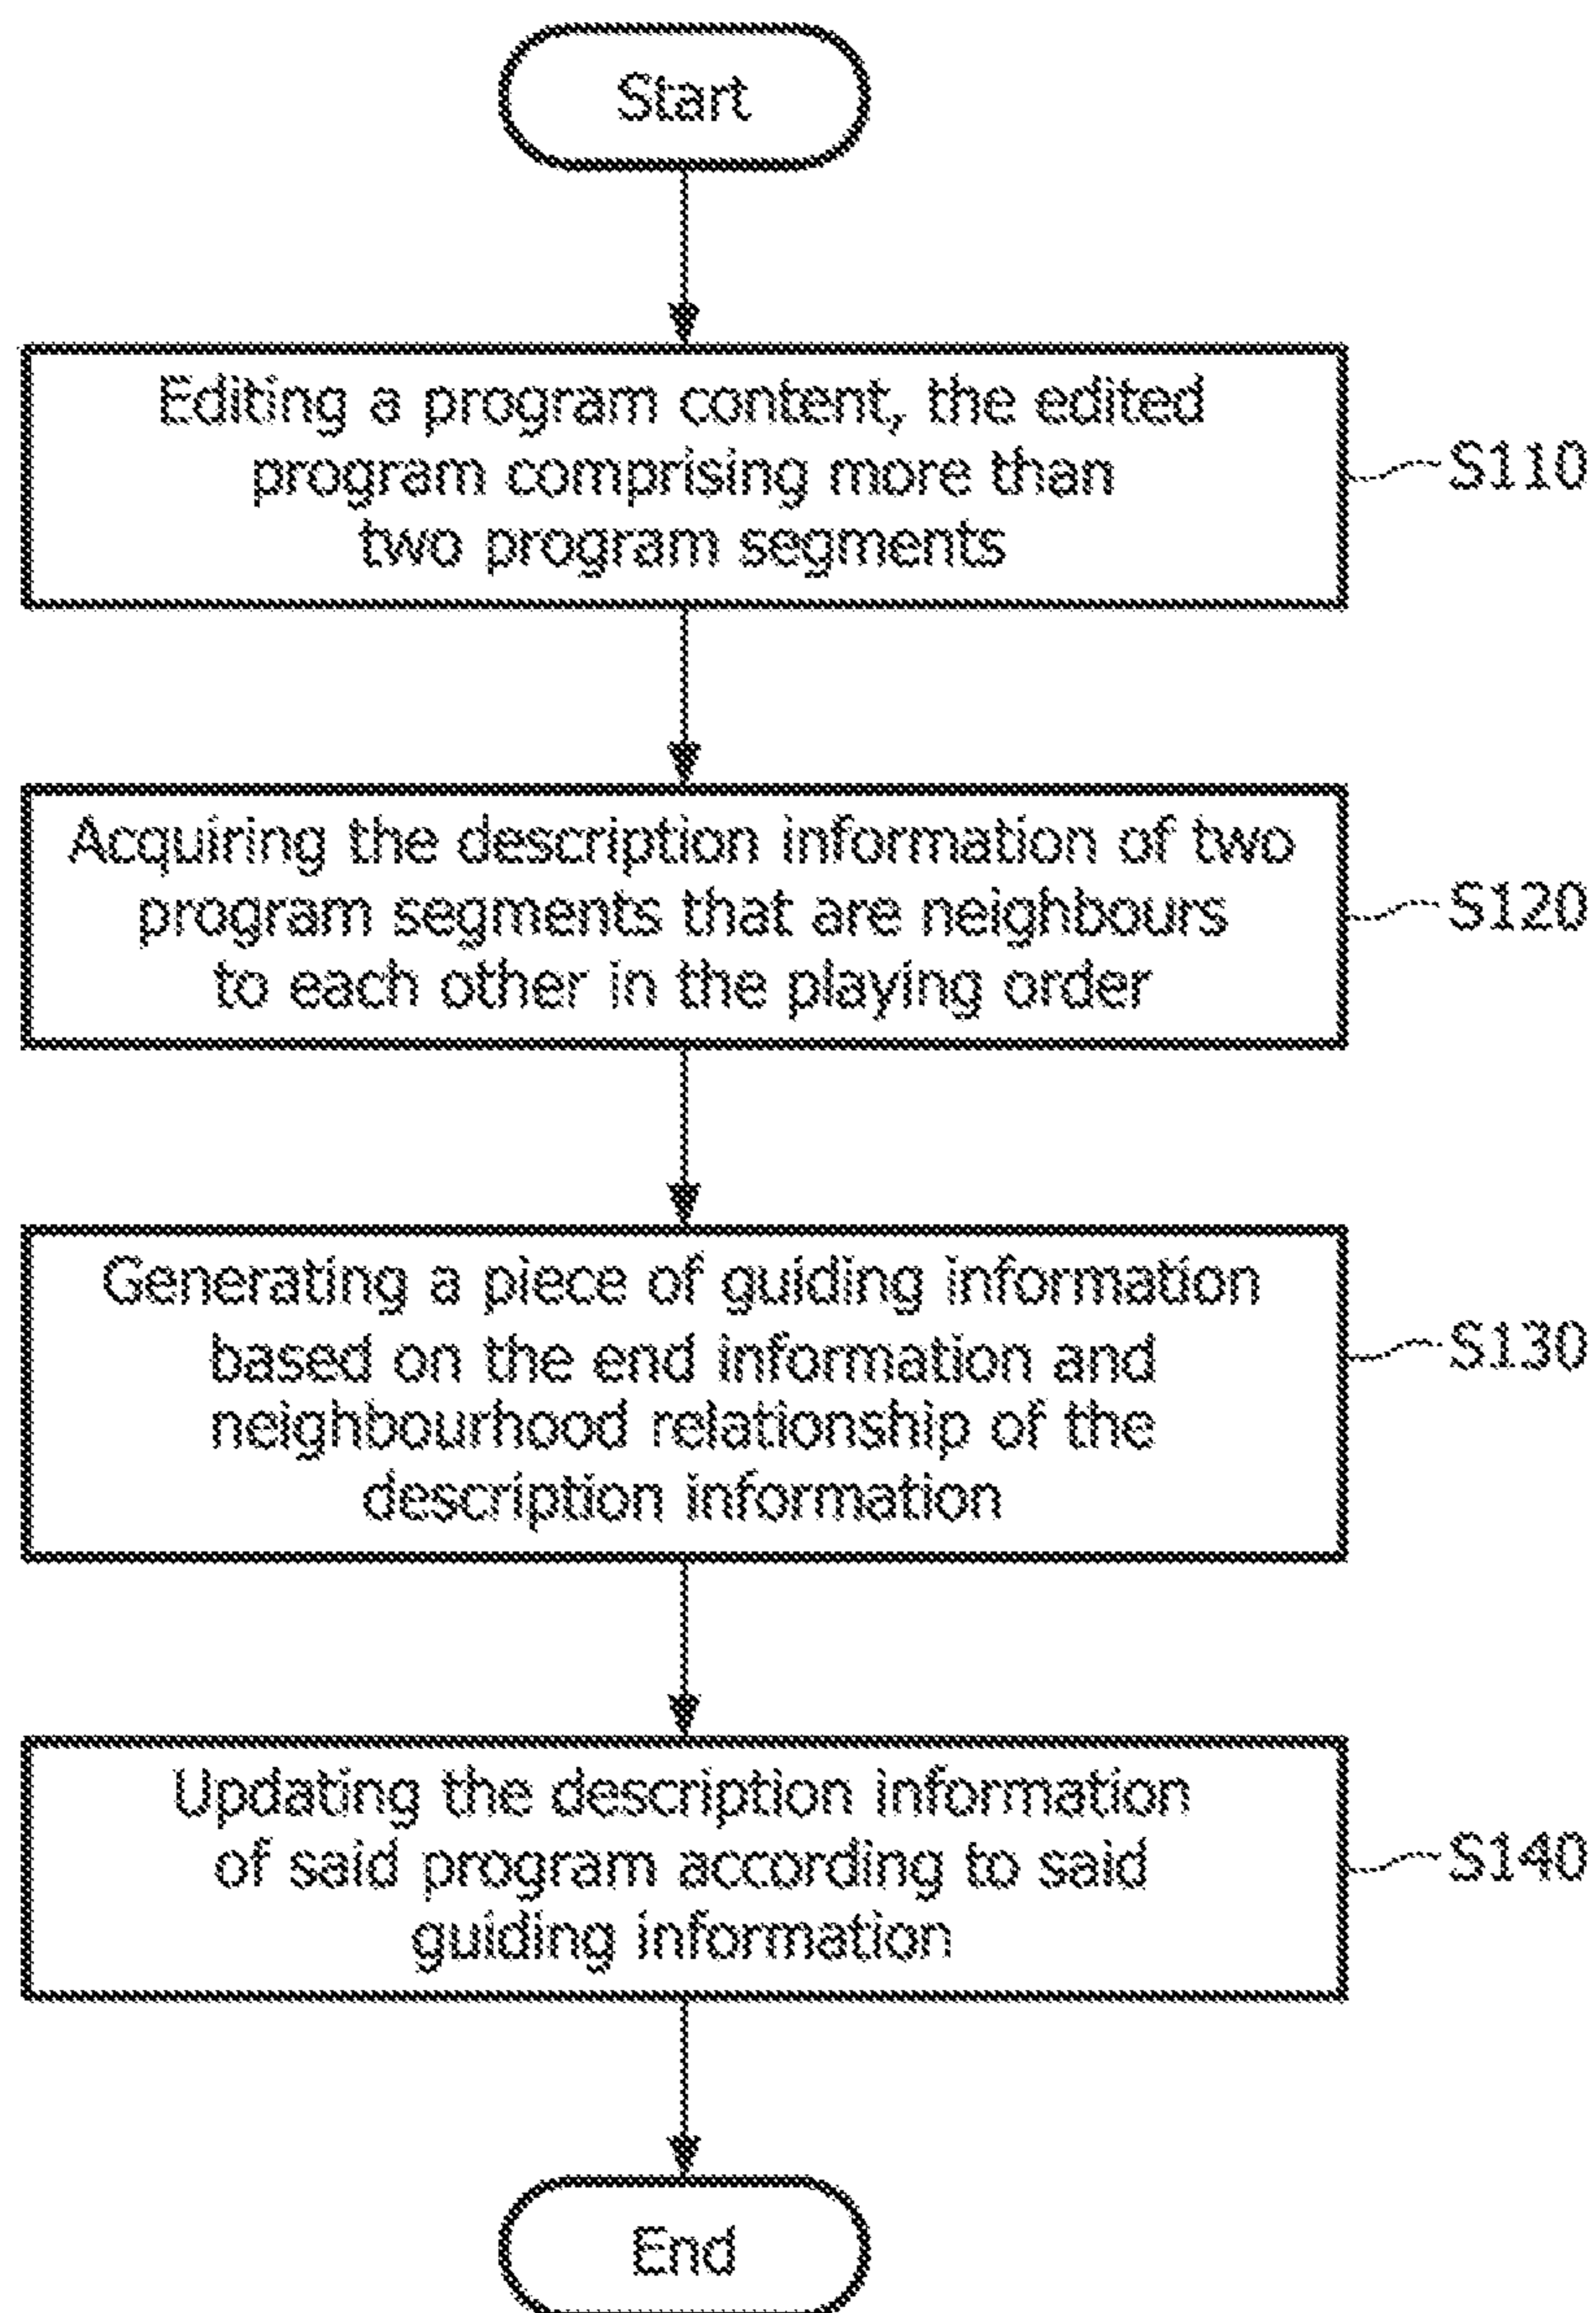 Start
Editing a program content, the edited
program comprising more than
two program segments
S110
Acquiring the description information of two
program segments that are neighbours
to each other in the playing order
S120
Generating a piece of guiding information
based on the end information and
neighbourhood relationship of the
description information
S130
Updating the description information
of said program according to said
guiding information
S140
End